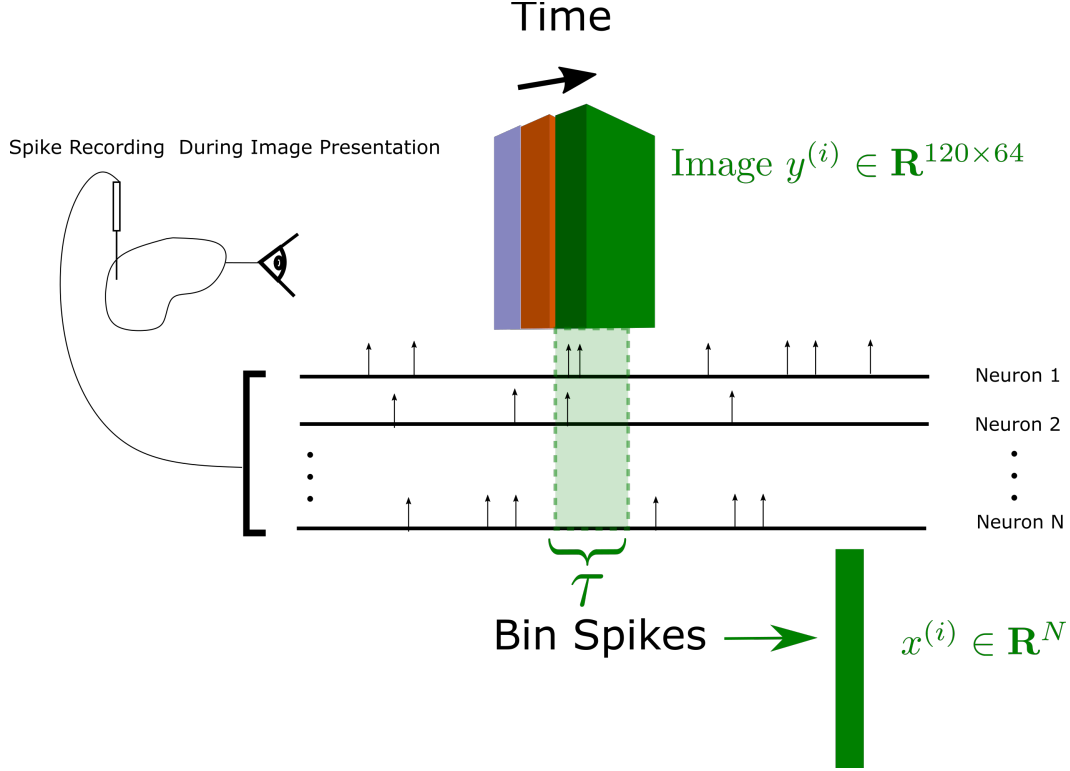 Time
Spike Recording During Image Presentation
Image y^{(i)} ∈ R^{120×64}
Neuron 1
Neuron 2
Neuron N
τ
Bin Spikes
x^{(i)} ∈ R^N